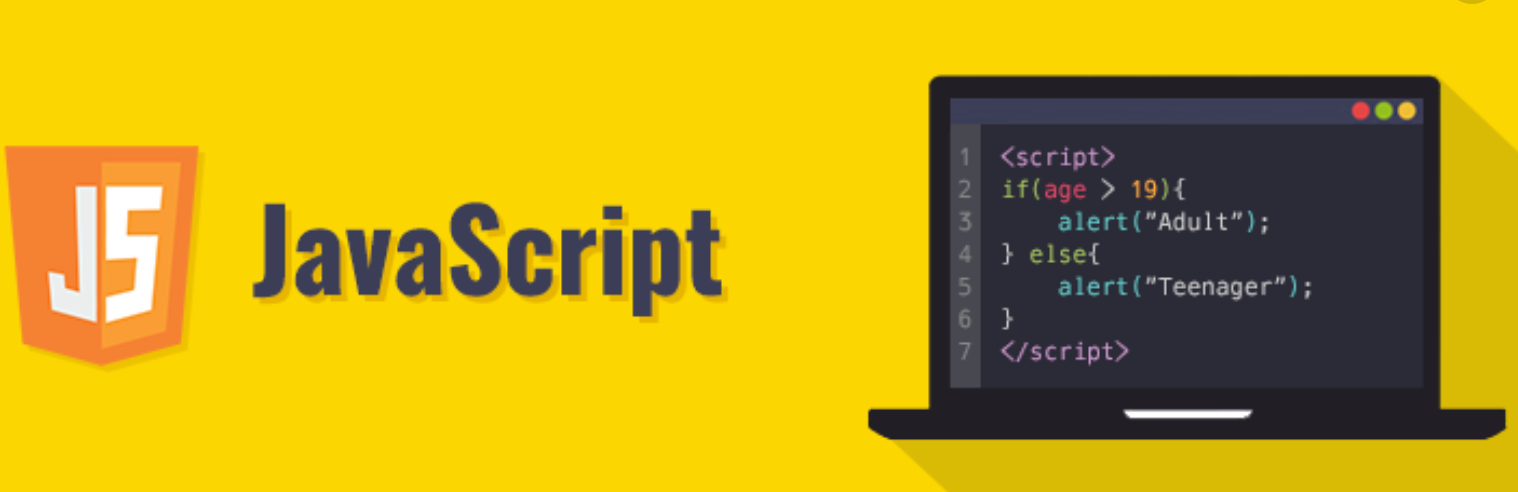 JS
JavaScript
1 <script>
2 if(age > 19){
3     alert("Adult");
4 } else{
5     alert("Teenager");
6 }
7 </script>